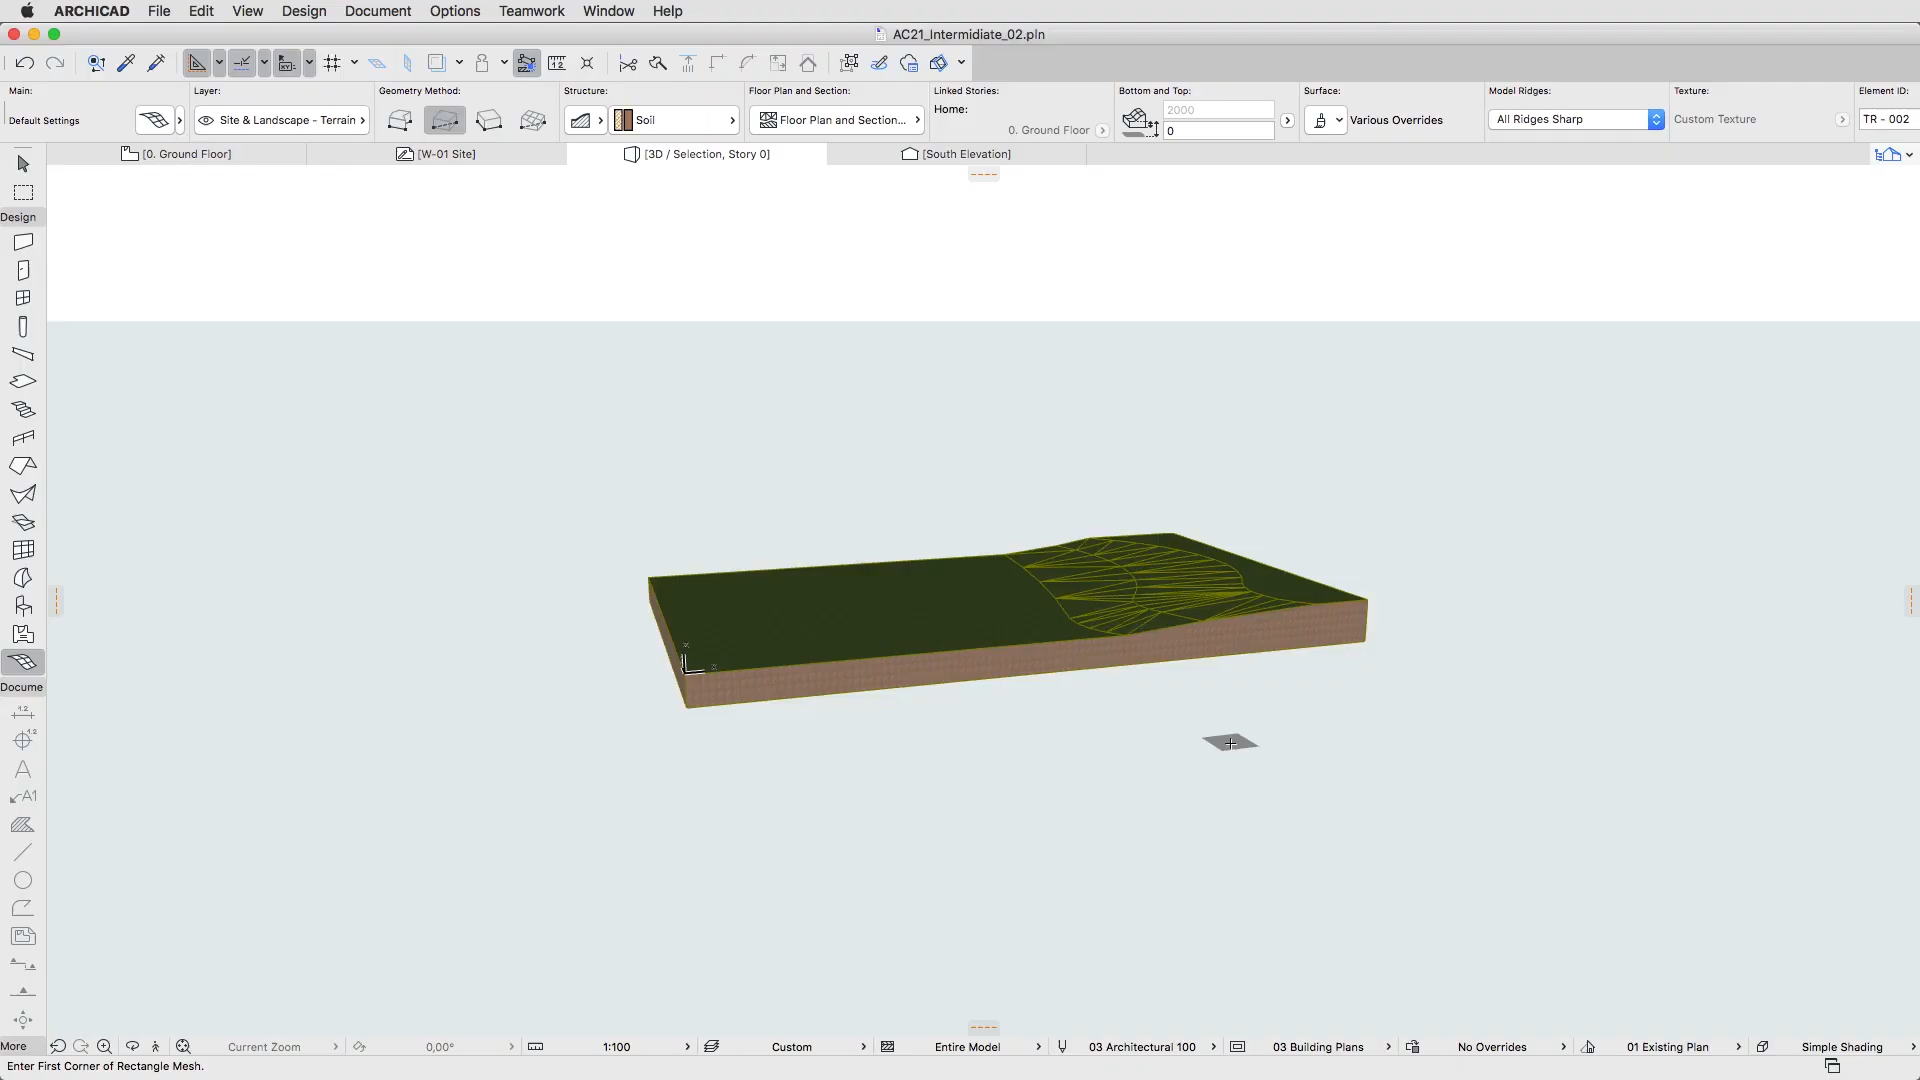 ARCHICAD File Edit View Design Document Options Teamwork Window Help
AC21_Intermidiate_02.pln
Main: Layer: Geometry Method: Structure: Floor Plan and Section: Linked Stories: Bottom and Top: Surface: Model Ridges: Texture: Element ID:
Default Settings Site & Landscape - Terrain Soil Floor Plan and Section... Home: 2000 Various Overrides All Ridges Sharp Custom Texture TR - 002
0. Ground Floor 0
[0. Ground Floor] [W-01 Site] [3D / Selection, Story 0] [South Elevation]
Design
Docume
More
Current Zoom 0,00° 1:100 Custom Entire Model 03 Architectural 100 03 Building Plans No Overrides 01 Existing Plan Simple Shading
Enter First Corner of Rectangle Mesh.